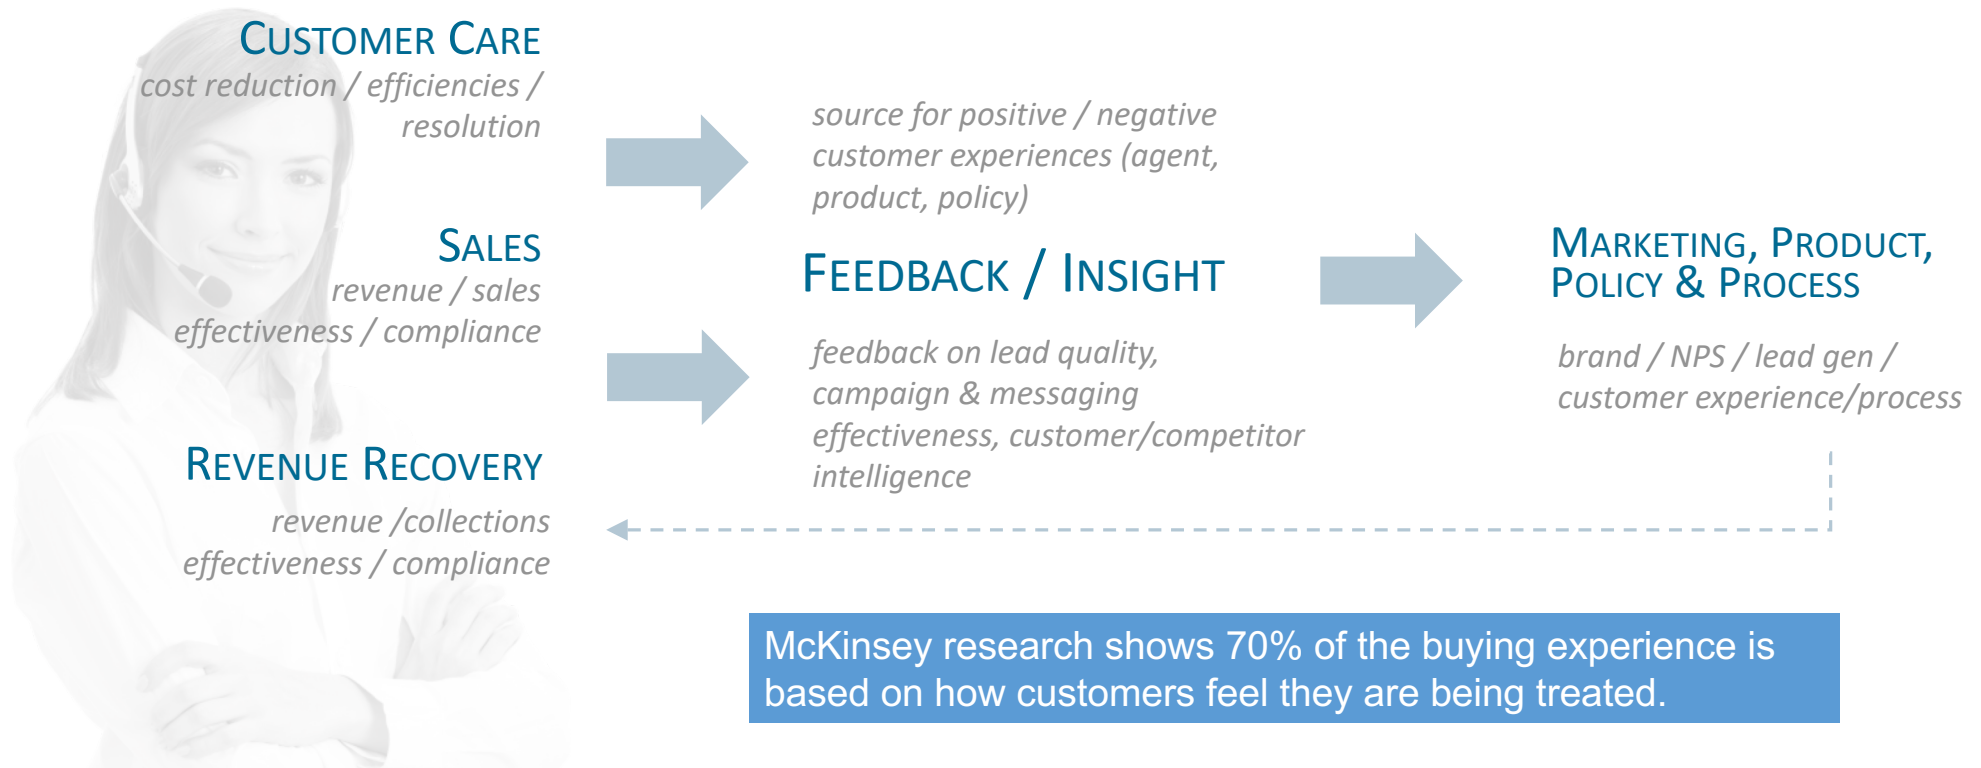 CUSTOMER CARE
cost reduction / efficiencies /
resolution
SALES
revenue / sales
effectiveness / compliance
REVENUE RECOVERY
revenue /collections
effectiveness / compliance
source for positive / negative
customer experiences (agent,
product, policy)
FEEDBACK / INSIGHT
feedback on lead quality,
campaign & messaging
effectiveness, customer/competitor
intelligence
MARKETING, PRODUCT,
POLICY & PROCESS
brand / NPS / lead gen /
customer experience/process
McKinsey research shows 70% of the buying experience is
based on how customers feel they are being treated.